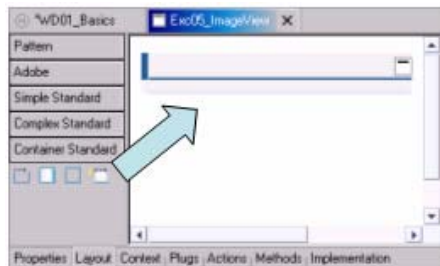 *WD01_Basics
Exc05_ImageView
Pattern
Adobe
Simple Standard
Complex Standard
Container Standard
Properties Layout Context Plugs Actions Methods Implementation